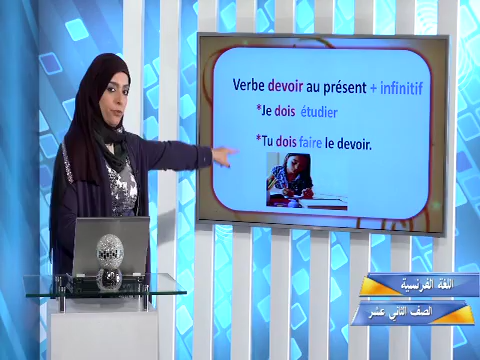 Verbe devoir au présent + infinitif
*Je dois étudier
*Tu dois faire le devoir.
اللغة الفرنسية
الصف الثاني عشر